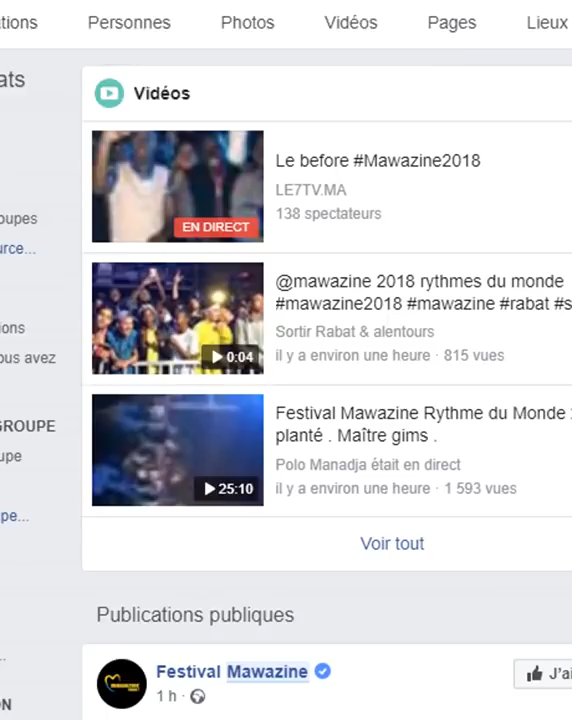 tions Personnes Photos Vidéos Pages Lieux
ats
Vidéos
Le before #Mawazine2018
LE7TV.MA
138 spectateurs
EN DIRECT
oupes
urce...
@mawazine 2018 rythmes du monde
#mawazine2018 #mawazine #rabat #s
Sortir Rabat & alentours
il y a environ une heure · 815 vues
0:04
ions
ous avez
GROUPE
upe
pe...
Festival Mawazine Rythme du Monde
planté . Maître gims .
Polo Manadja était en direct
il y a environ une heure · 1 593 vues
25:10
Voir tout
Publications publiques
Festival Mawazine
1 h ·
J'ai
N